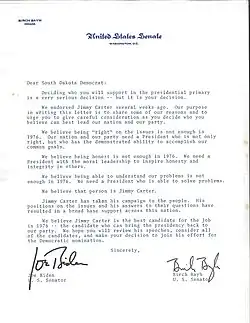 BIRCH BAYH
INDIANA
United States Senate
WASHINGTON, D.C.
Dear South Dakota Democrat:
Deciding who you will support in the presidential primary
is a very serious decision -- but it is your decision.
We endorsed Jimmy Carter several weeks ago. Our purpose
in writing this letter is to share some of our reasons and to
urge you to give careful consideration as you decide who you
believe can best lead our nation and our party.
We believe being "right" on the issues is not enough in
1976. Our nation and our party need a President who is not only
right, but who has the demonstrated ability to accomplish our
common goals.
We believe being honest is not enough in 1976. We need a
President with the moral leadership to inspire honesty and
integrity in others.
We believe being able to understand our problems is not
enough in 1976. We need a President who is able to solve problems.
We believe that person is Jimmy Carter.
Jimmy Carter has taken his campaign to the people. His
positions on the issues and his answers to their questions have
resulted in a broad base support across this nation.
We believe Jimmy Carter is the best candidate for the job
in 1976 -- the candidate who can bring the presidency back to
our party. We hope you will review his speeches, consider all
of the candidates, and make your decision to join his effort for
the Democratic nomination.
Sincerely,
Joe Biden
Birch Bayh
Joe Biden
U. S. Senator
Birch Bayh
U. S. Senator